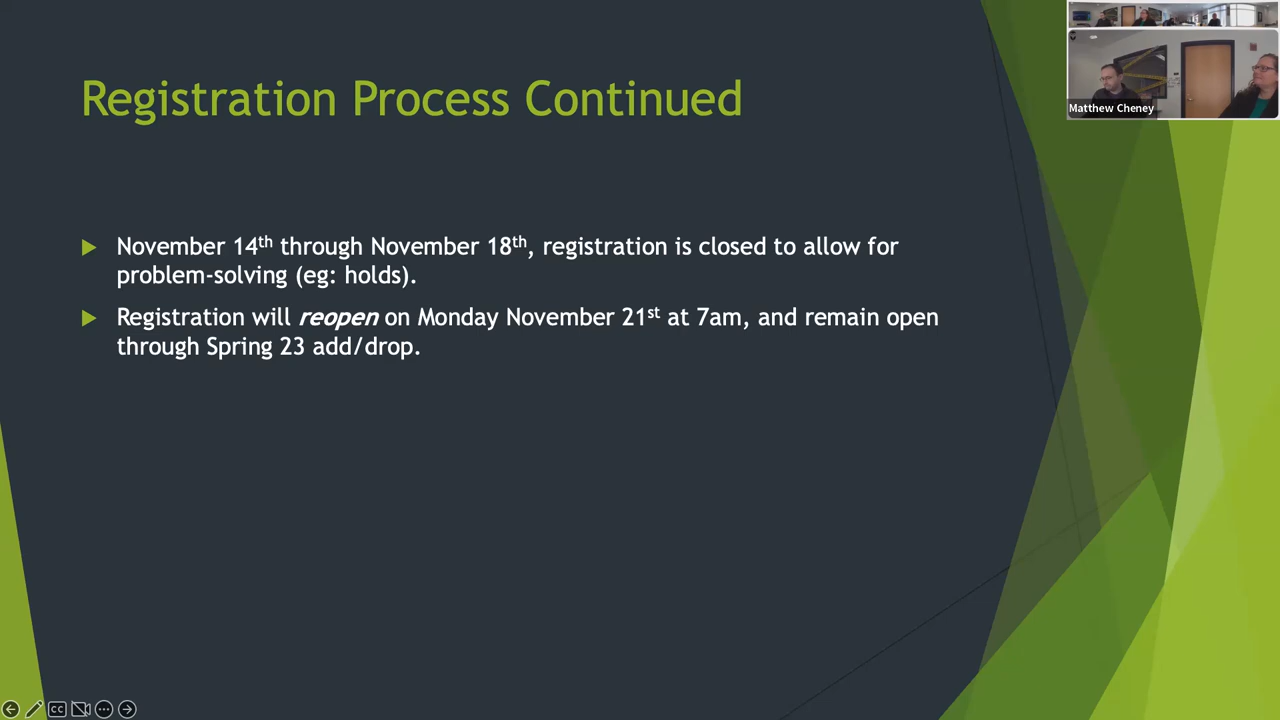 Registration Process Continued
Matthew Cheney
November 14th through November 18th, registration is closed to allow for
problem-solving (eg: holds).
Registration will reopen on Monday November 21st at 7am, and remain open
through Spring 23 add/drop.
CC